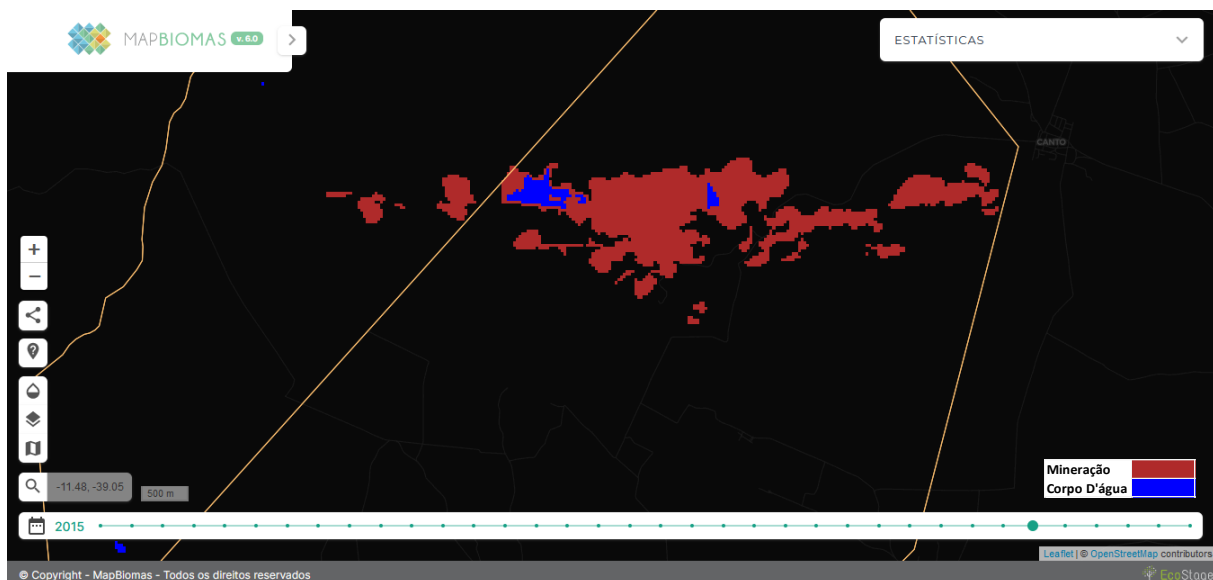 MAPBIOMAS v. 6.0
ESTATÍSTICAS
CANTO
+
−
-11.48, -39.05
500 m
Mineração
Corpo D'água
2015
Leaflet | © OpenStreetMap contributors
© Copyright - MapBiomas - Todos os direitos reservados
EcoStage